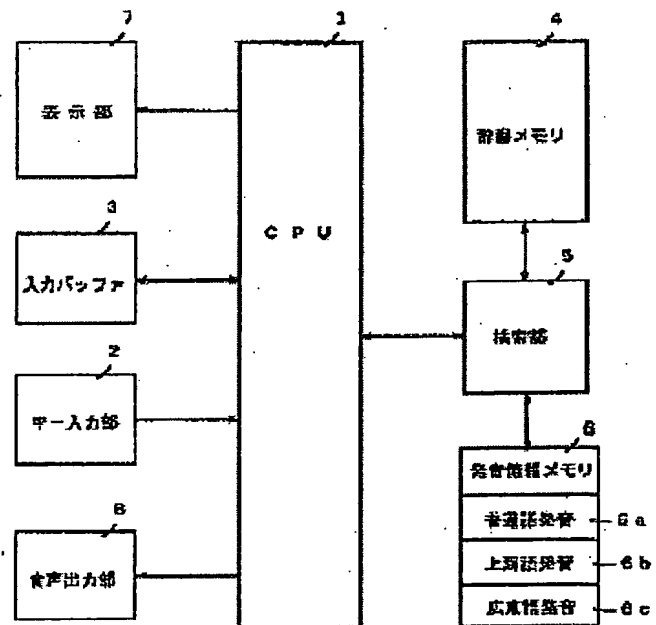 7
表示部
3
入力バッファ
2
キー入力部
8
音声出力部
1
CPU
4
辞書メモリ
5
検索部
6
発音情報メモリ
普通語発音
6a
上海語発音
6b
広東語発音
6c